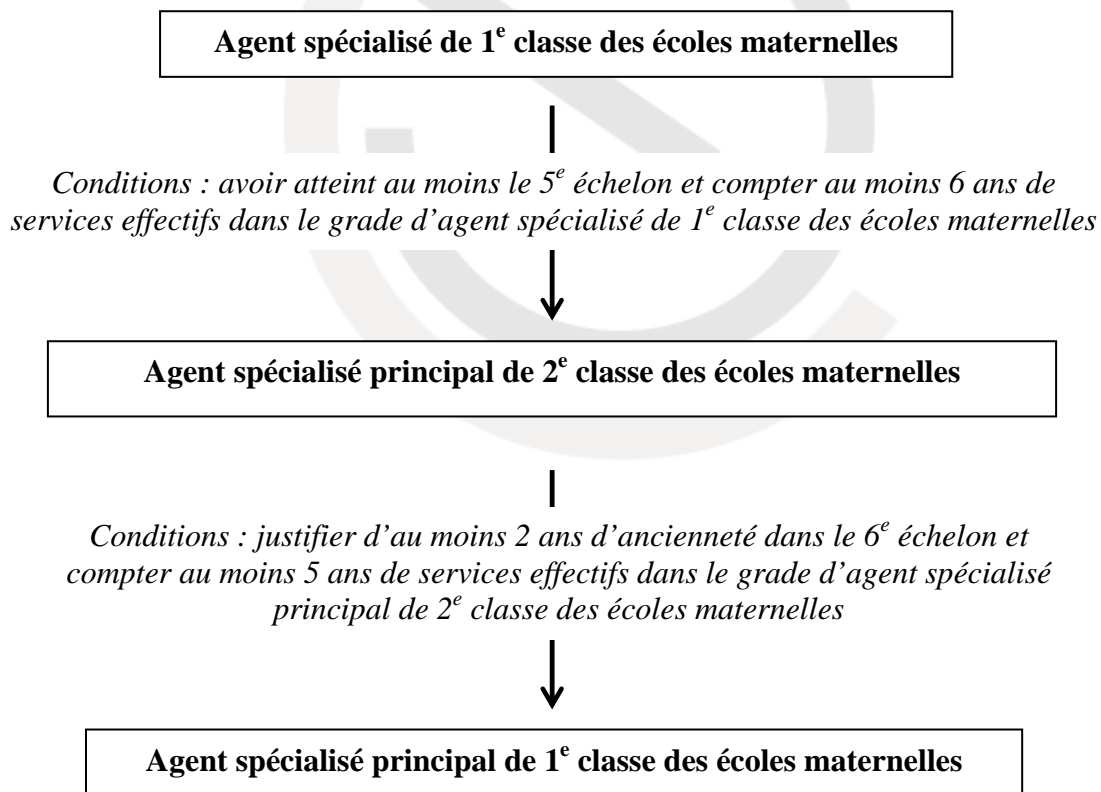 Agent spécialisé de 1e classe des écoles maternelles
Conditions : avoir atteint au moins le 5e échelon et compter au moins 6 ans de
services effectifs dans le grade d’agent spécialisé de 1e classe des écoles maternelles
Agent spécialisé principal de 2e classe des écoles maternelles
Conditions : justifier d’au moins 2 ans d’ancienneté dans le 6e échelon et
compter au moins 5 ans de services effectifs dans le grade d’agent spécialisé
principal de 2e classe des écoles maternelles
Agent spécialisé principal de 1e classe des écoles maternelles